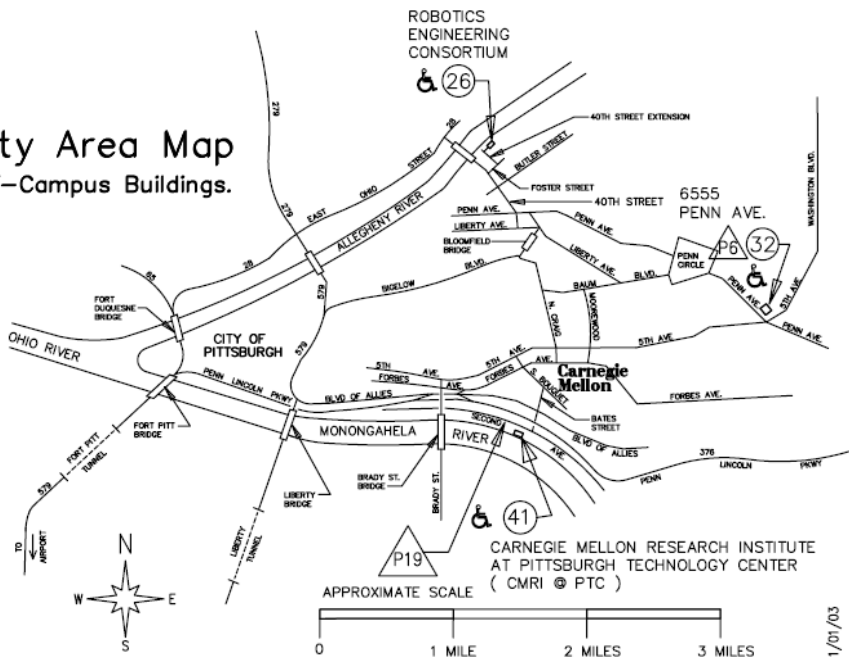 ROBOTICS
ENGINEERING
CONSORTIUM
26
279
28
ty Area Map
-Campus Buildings.
40TH STREET EXTENSION
BUTLER STREET
FOSTER STREET
40TH STREET
EAST
OHIO
STREET
ALLEGHENY RIVER
279
28
PENN AVE.
LIBERTY AVE.
BLOOMFIELD
BRIDGE
PENN AVE.
LIBERTY AVE.
6555
PENN AVE.
P6
32
PENN
CIRCLE
WASHINGTON BLVD.
5TH AVE
PENN AVE.
PENN AVE.
65
FORT
DUQUESNE
BRIDGE
579
BIGELOW
BLVD
BAUM
BLVD.
N. CRAIG
MOOREWOOD
5TH AVE.
OHIO RIVER
CITY OF
PITTSBURGH
579
5TH
AVE.
FORBES
AVE.
5TH AVE.
FORBES
AVE.
Carnegie
Mellon
S. BOUQUET
FORBES AVE.
PENN LINCOLN PKWY
BLVD OF ALLIES
BATES
STREET
FORT PITT
BRIDGE
MONONGAHELA
RIVER
SECOND
AVE.
BLVD OF ALLIES
376
PENN
LINCOLN
PKWY
FORT PITT
TUNNEL
579
TO
AIRPORT
LIBERTY
BRIDGE
LIBERTY
TUNNEL
BRADY ST.
BRIDGE
BRADY ST.
41
P19
CARNEGIE MELLON RESEARCH INSTITUTE
AT PITTSBURGH TECHNOLOGY CENTER
( CMRI @ PTC )
N
W
E
S
APPROXIMATE SCALE
0
1 MILE
2 MILES
3 MILES
1/01/03